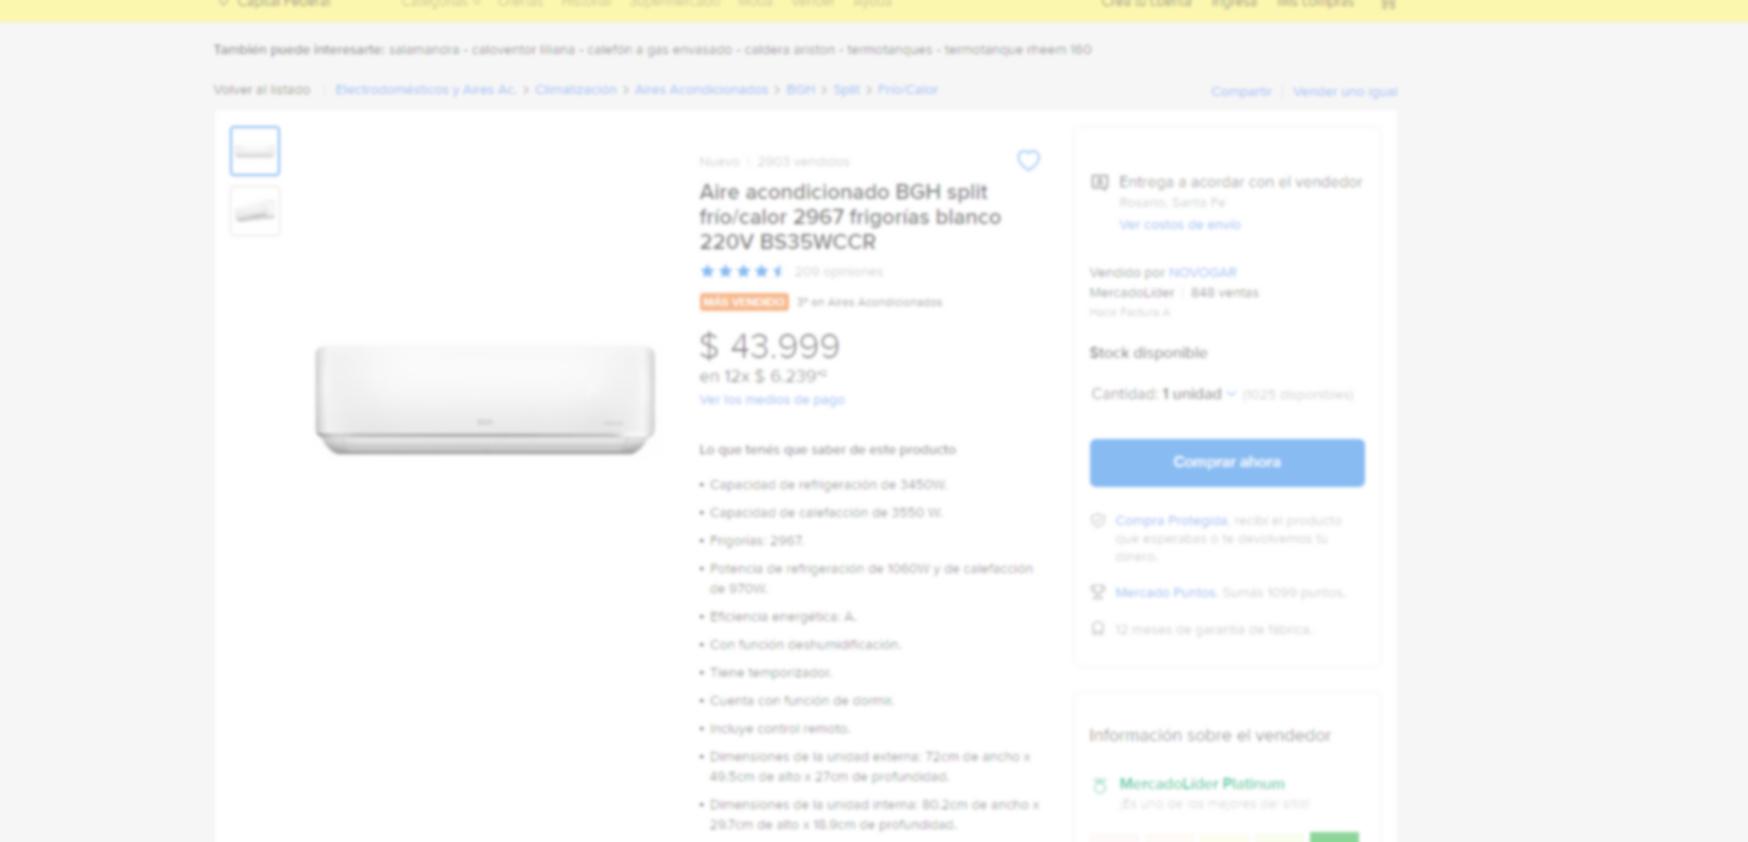 Capital Federal
Categorías Ofertas Historial Supermercado Moda Vender Ayuda
Creá tu cuenta Ingresá Mis compras
También puede interesarte: salamandra - caloventor liliana - calefón a gas envasado - caldera ariston - termotanques - termotanque rheem 160
Volver al listado | Electrodomésticos y Aires Ac. > Climatización > Aires Acondicionados > BGH > Split > Frío/Calor
Compartir | Vender uno igual
Nuevo | 2903 vendidos
Aire acondicionado BGH split
frío/calor 2967 frigorías blanco
220V BS35WCCR
209 opiniones
MÁS VENDIDO 3º en Aires Acondicionados
$ 43.999
en 12x $ 6.239
Ver los medios de pago
Lo que tenés que saber de este producto
• Capacidad de refrigeración de 3450W.
• Capacidad de calefacción de 3550 W.
• Frigorías: 2967.
• Potencia de refrigeración de 1060W y de calefacción
de 970W.
• Eficiencia energética: A.
• Con función deshumidificación.
• Tiene temporizador.
• Cuenta con función de dormir.
• Incluye control remoto.
• Dimensiones de la unidad externa: 72cm de ancho x
49.5cm de alto x 27cm de profundidad.
• Dimensiones de la unidad interna: 80.2cm de ancho x
29.7cm de alto x 18.9cm de profundidad.
Entrega a acordar con el vendedor
Rosario, Santa Fe
Ver costos de envío
Vendido por NOVOGAR
MercadoLíder | 848 ventas
Hace Factura A
Stock disponible
Cantidad: 1 unidad (1025 disponibles)
Comprar ahora
Compra Protegida, recibí el producto
que esperabas o te devolvemos tu
dinero.
Mercado Puntos. Sumás 1099 puntos.
12 meses de garantía de fábrica.
Información sobre el vendedor
MercadoLíder Platinum
¡Es uno de los mejores del sitio!